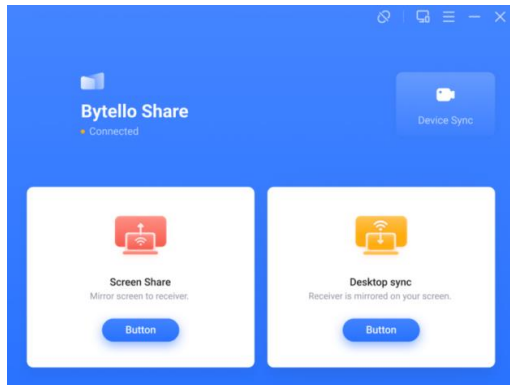 Bytello Share
Connected
Device Sync
Screen Share
Mirror screen to receiver.
Button
Desktop sync
Receiver is mirrored on your screen.
Button